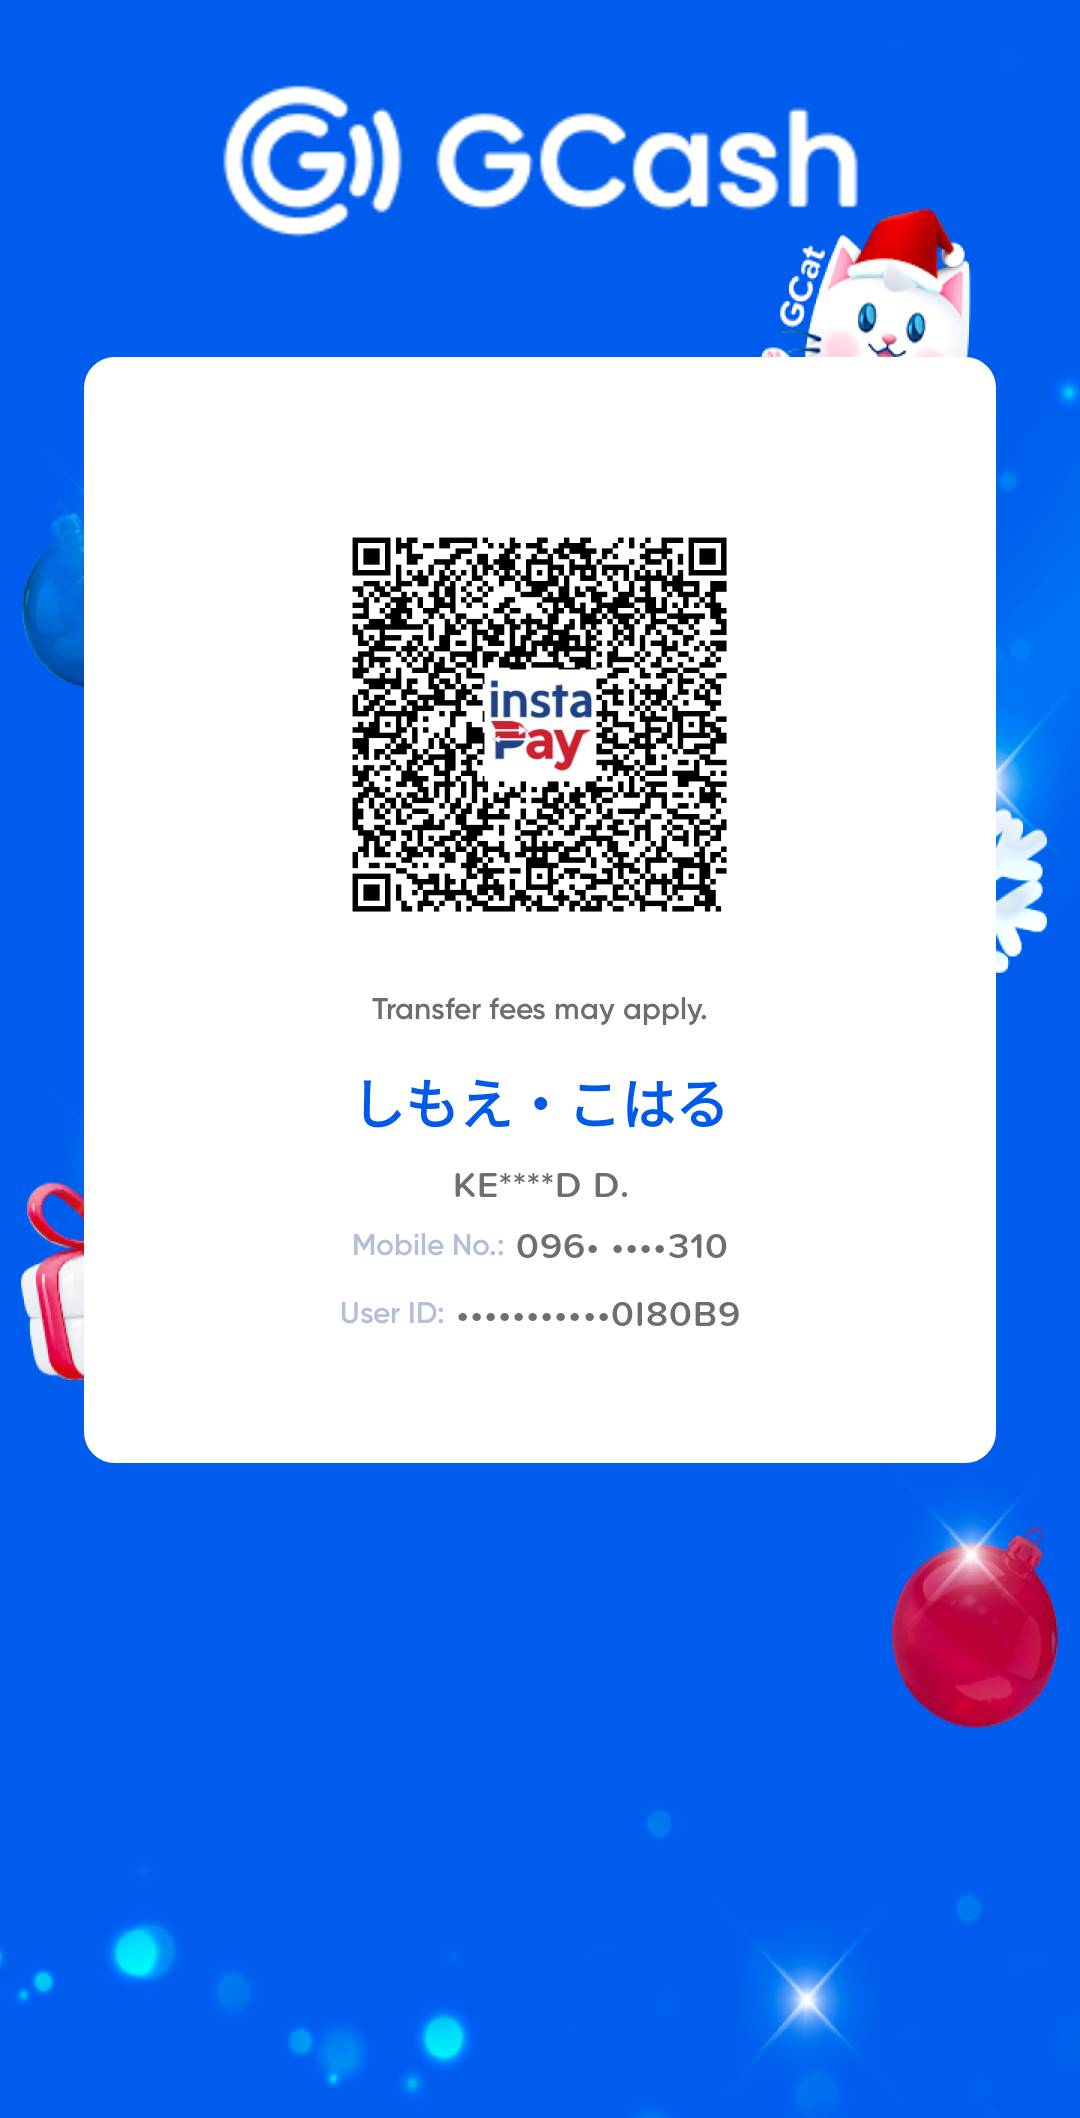 GCash
GCat
insta
Pay
Transfer fees may apply.
しもえ・こはる
KE****D D.
Mobile No.: 096• ••••310
User ID: •••••••••••0I80B9